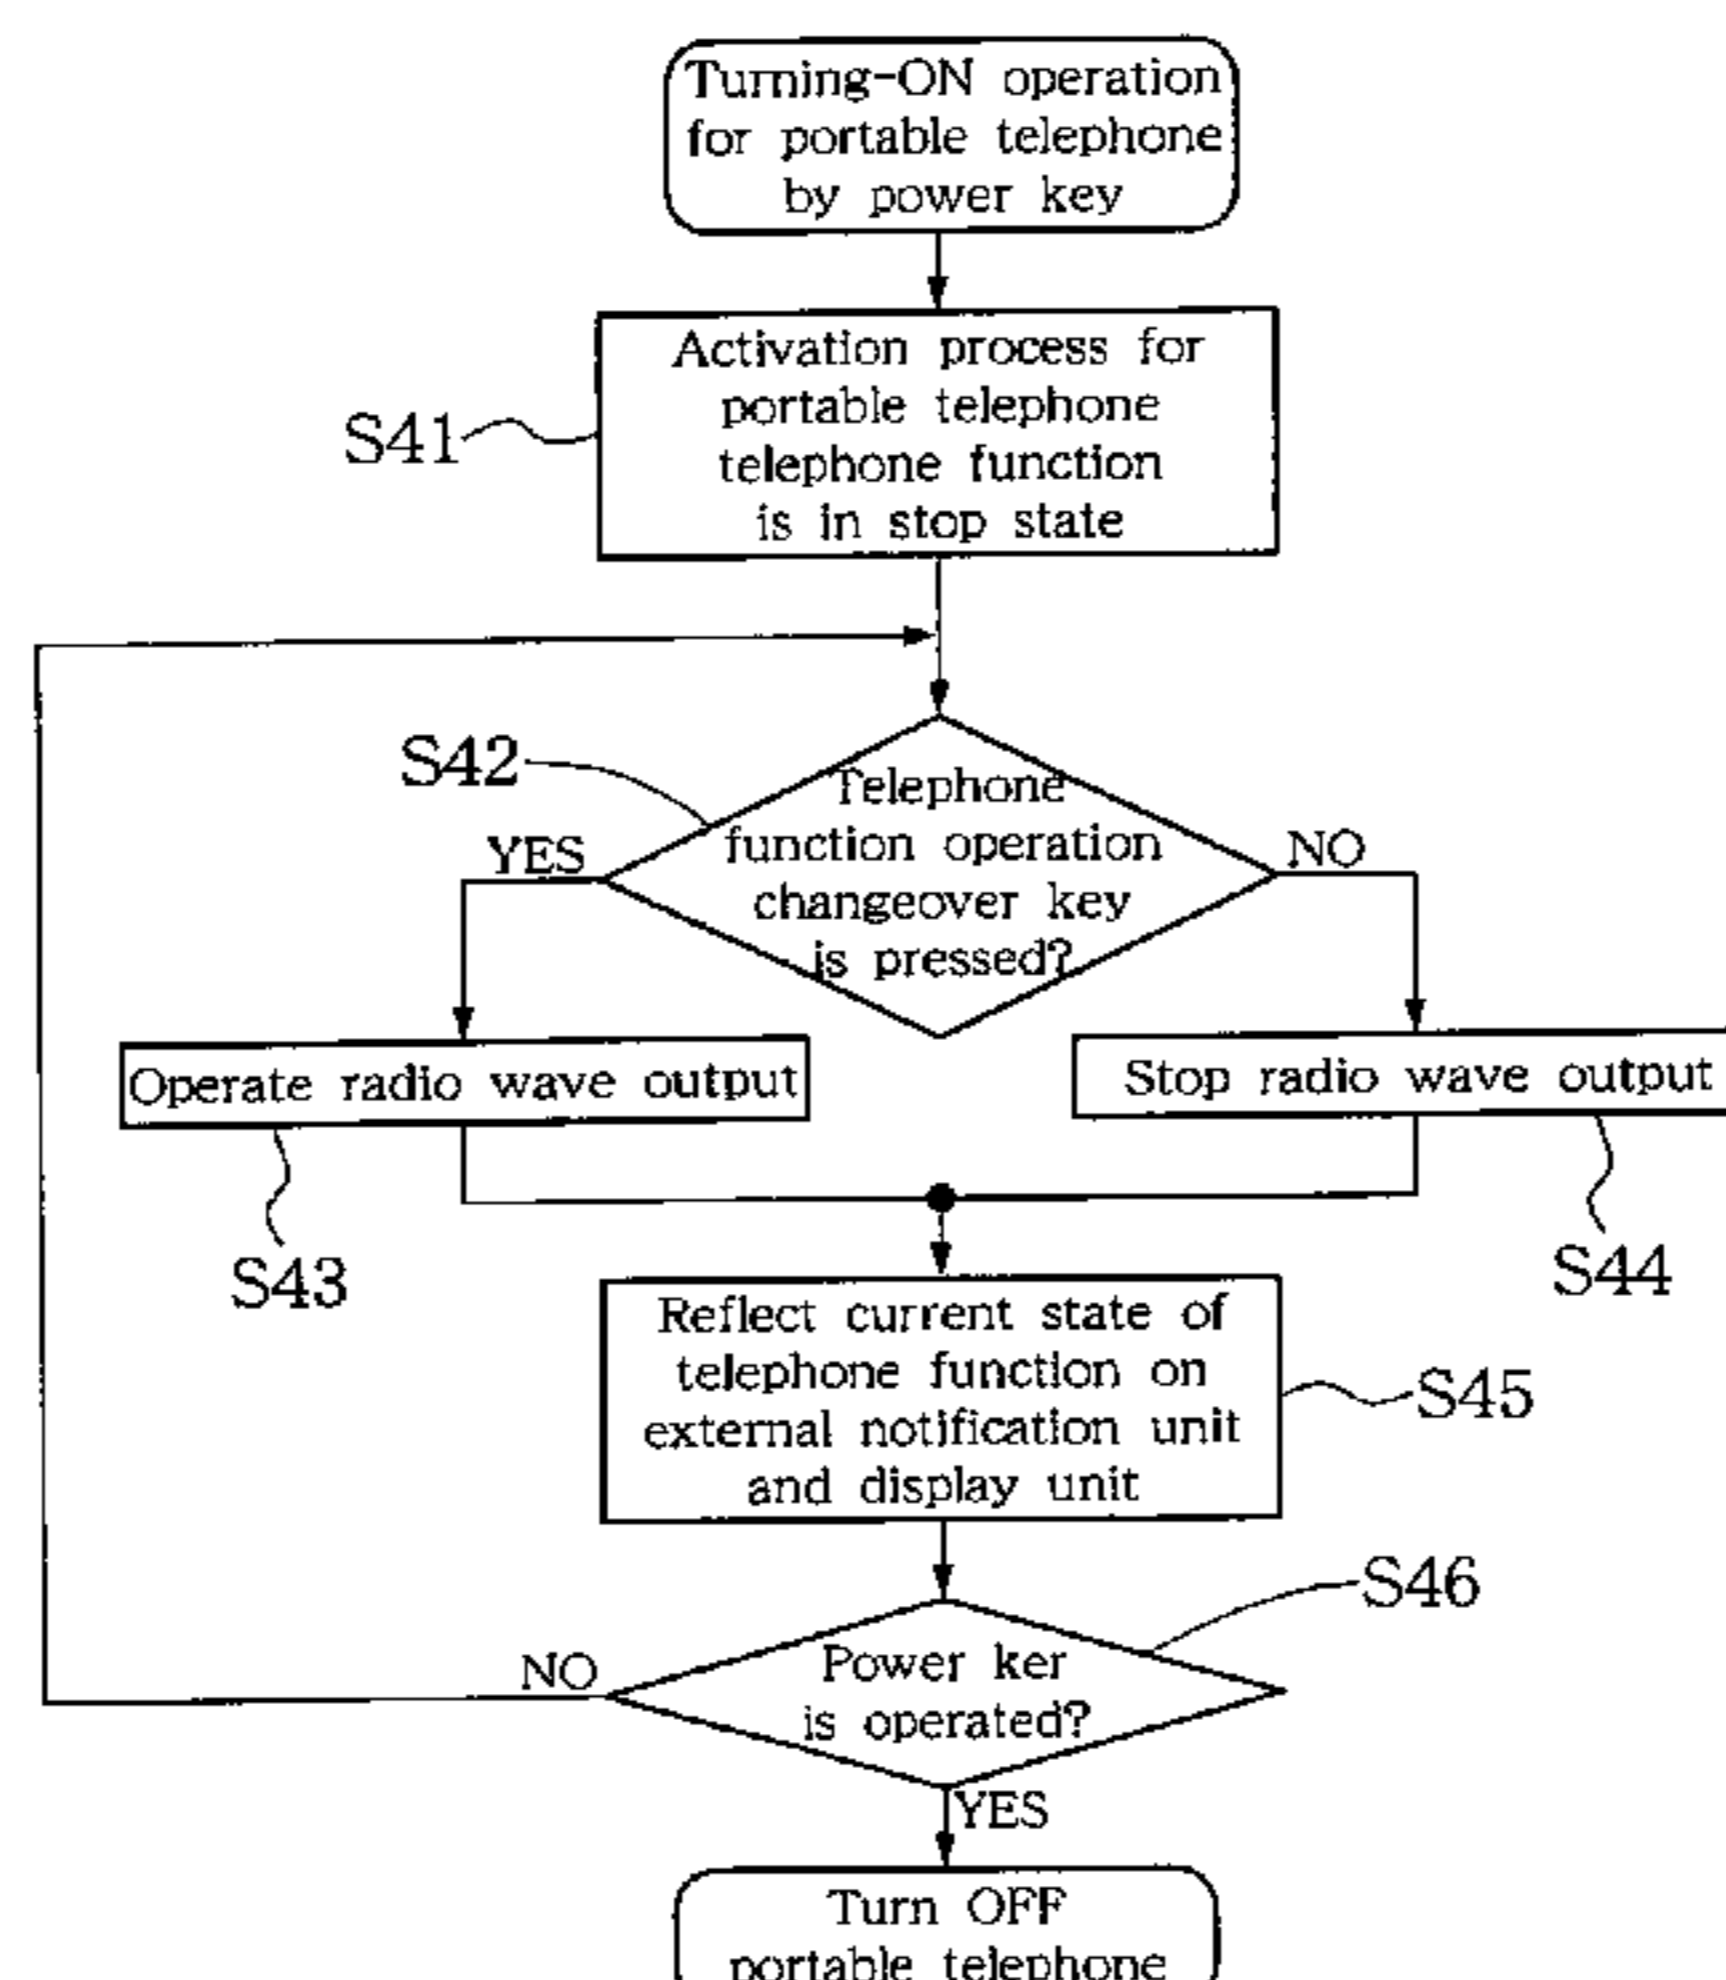 Turning-ON operation
for portable telephone
by power key
Activation process for
portable telephone
telephone function
is in stop state
S41
S42
Telephone
function operation
changeover key
is pressed?
YES
NO
Operate radio wave output
Stop radio wave output
S43
S44
Reflect current state of
telephone function on
external notification unit
and display unit
S45
S46
Power ker
is operated?
NO
YES
Turn OFF
portable telephone